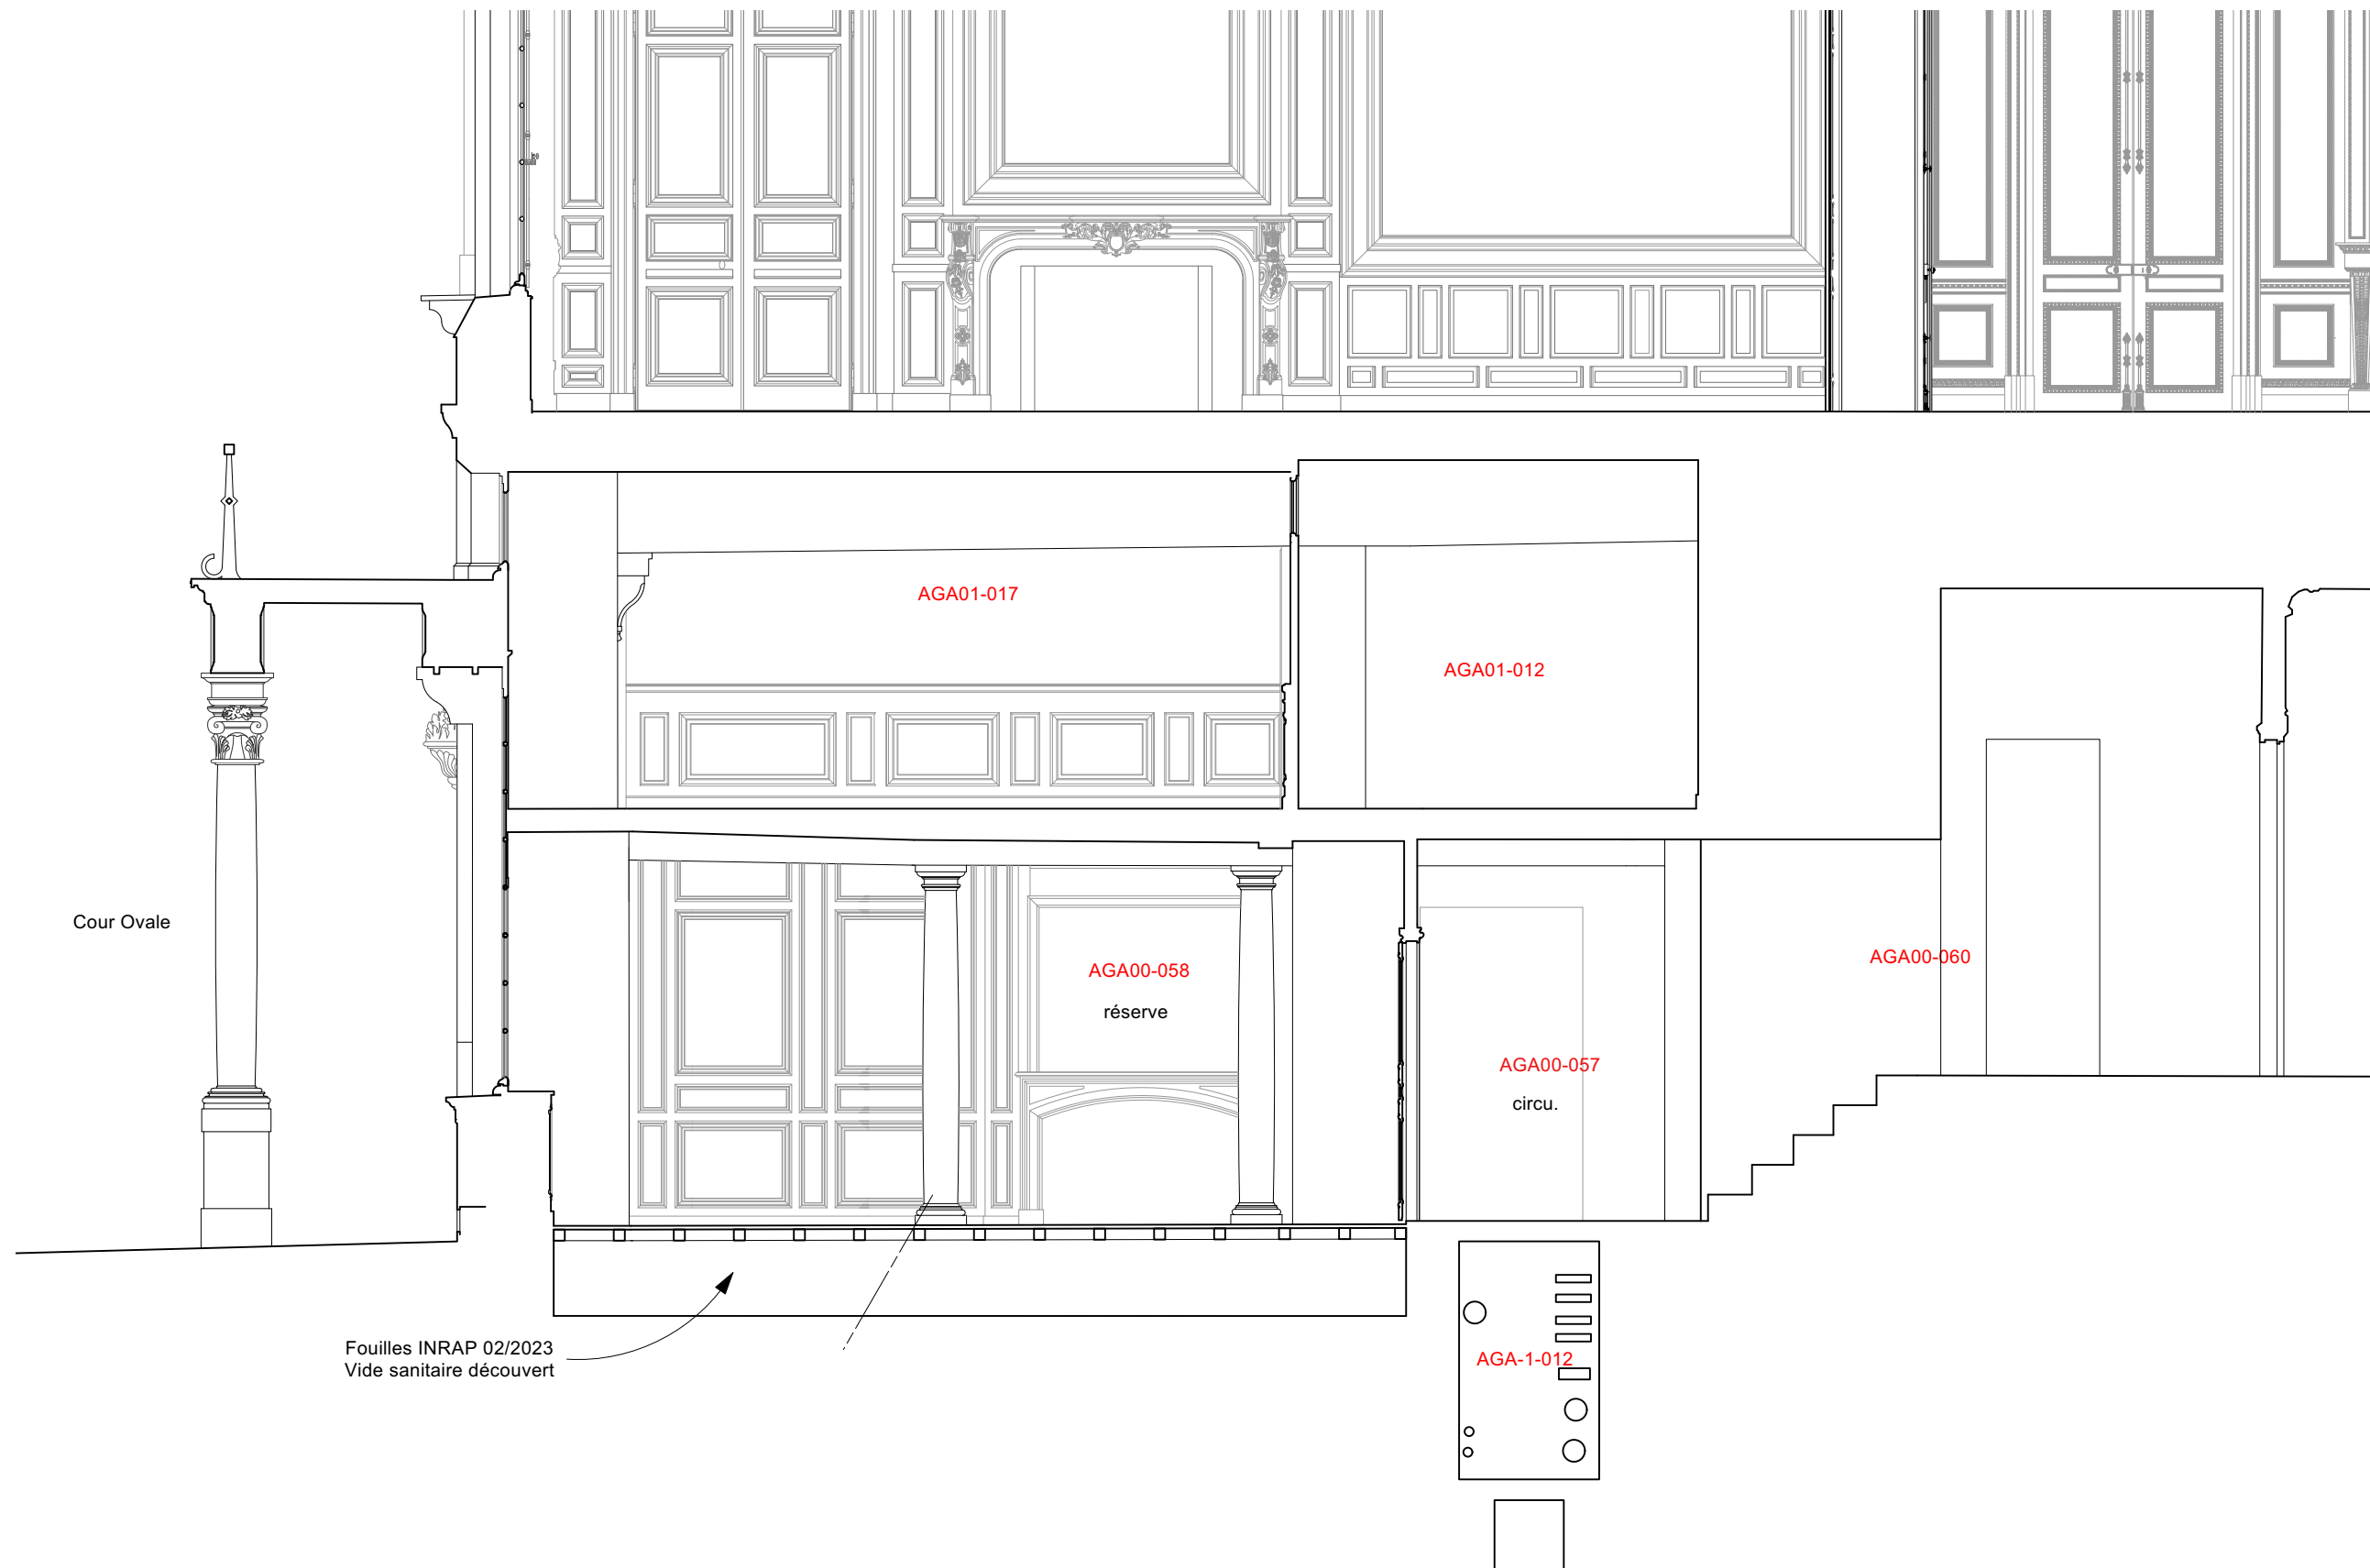 AGA01-017
AGA01-012
Cour Ovale
AGA00-058
réserve
AGA00-060
AGA00-057
circu.
Fouilles INRAP 02/2023
Vide sanitaire découvert
AGA-1-012